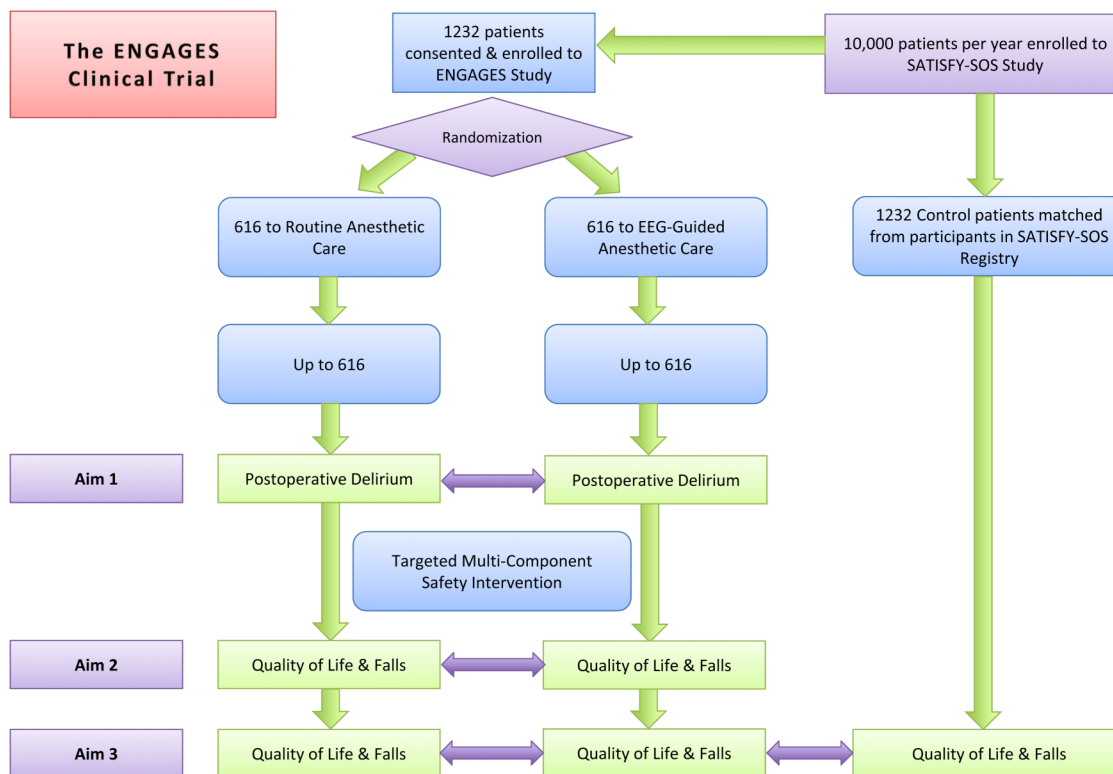 The ENGAGES
Clinical Trial
1232 patients
consented & enrolled to
ENGAGES Study
10,000 patients per year enrolled to
SATISFY-SOS Study
Randomization
616 to Routine Anesthetic
Care
616 to EEG-Guided
Anesthetic Care
1232 Control patients matched
from participants in SATISFY-SOS
Registry
Up to 616
Up to 616
Aim 1
Postoperative Delirium
Postoperative Delirium
Targeted Multi-Component
Safety Intervention
Aim 2
Quality of Life & Falls
Quality of Life & Falls
Aim 3
Quality of Life & Falls
Quality of Life & Falls
Quality of Life & Falls